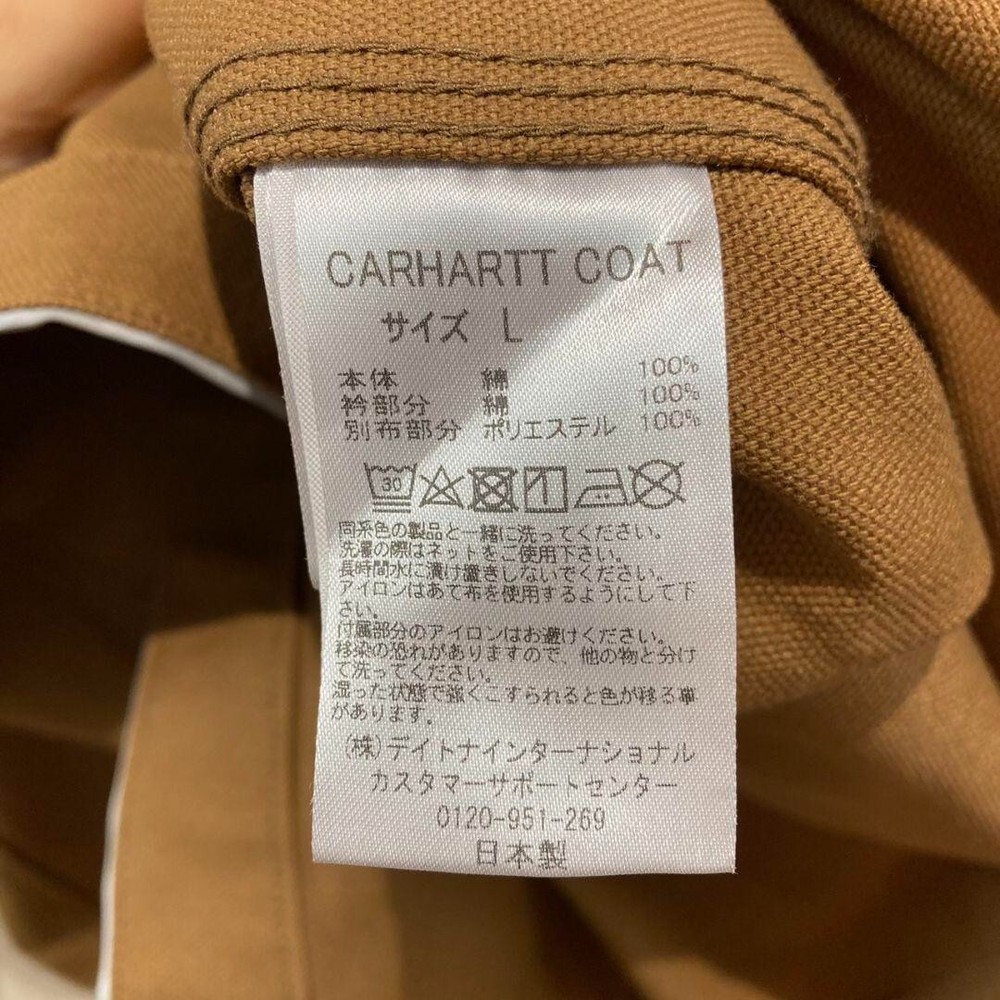 CARHARTT COAT
サイズ L
本体 綿 100%
衿部分 綿 100%
別布部分 ポリエステル 100%
30
同系色の製品と一緒に洗ってください。
洗濯の際はネットをご使用下さい。
長時間水に漬け置きしないでください。
アイロンはあて布を使用するようにして下
さい。
付属部分のアイロンはお避けください。
移染の恐れがありますので、他の物と分け
て洗ってください。
湿った状態で強くこすられると色が移る事
があります。
(株)デイトナインターナショナル
カスタマーサポートセンター
0120-951-269
日本製